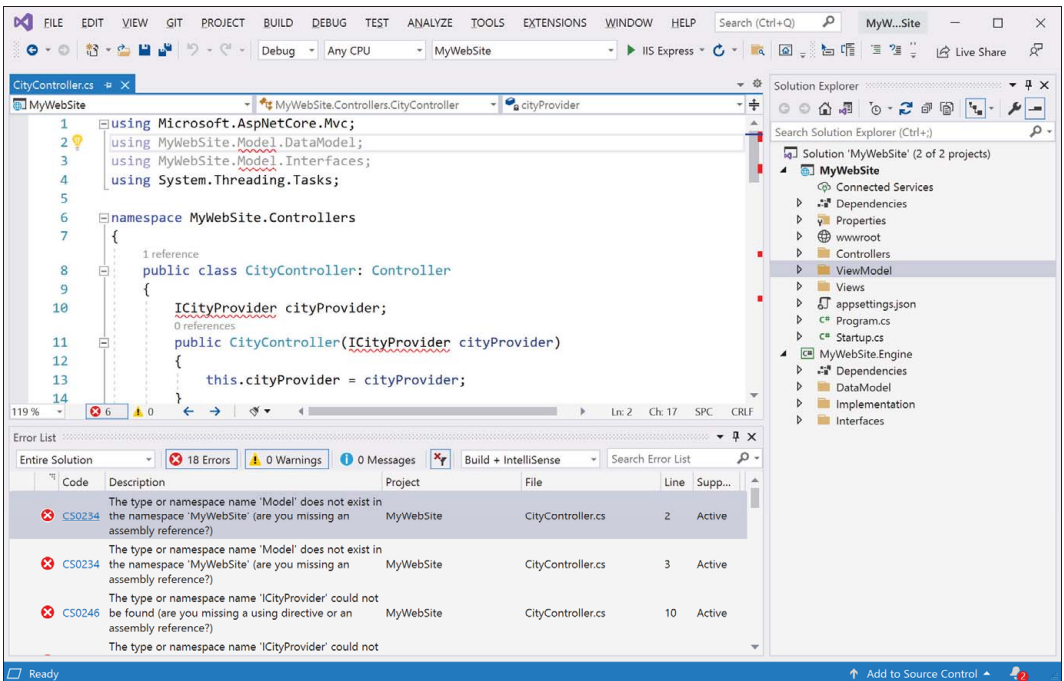 FILE EDIT VIEW GIT PROJECT BUILD DEBUG TEST ANALYZE TOOLS EXTENSIONS WINDOW HELP Search (Ctrl+Q) MyW...Site
Debug Any CPU MyWebSite IIS Express Live Share
CityController.cs
MyWebSite MyWebSite.Controllers.CityController cityProvider
1 using Microsoft.AspNetCore.Mvc;
2 using MyWebSite.Model.DataModel;
3 using MyWebSite.Model.Interfaces;
4 using System.Threading.Tasks;
5
6 namespace MyWebSite.Controllers
7 {
1 reference
8 public class CityController: Controller
9 {
10 ICityProvider cityProvider;
0 references
11 public CityController(ICityProvider cityProvider)
12 {
13 this.cityProvider = cityProvider;
14 }
119 % 6 0 Ln: 2 Ch: 17 SPC CRLF
Error List
Entire Solution 18 Errors 0 Warnings 0 Messages Build + IntelliSense Search Error List
Code Description Project File Line Supp...
CS0234 The type or namespace name 'Model' does not exist in
the namespace 'MyWebSite' (are you missing an
assembly reference?) MyWebSite CityController.cs 2 Active
CS0234 The type or namespace name 'Model' does not exist in
the namespace 'MyWebSite' (are you missing an
assembly reference?) MyWebSite CityController.cs 3 Active
CS0246 The type or namespace name 'ICityProvider' could not
be found (are you missing a using directive or an
assembly reference?) MyWebSite CityController.cs 10 Active
The type or namespace name 'ICityProvider' could not
Solution Explorer
Search Solution Explorer (Ctrl+;)
Solution 'MyWebSite' (2 of 2 projects)
MyWebSite
Connected Services
Dependencies
Properties
wwwroot
Controllers
ViewModel
Views
appsettings.json
C# Program.cs
C# Startup.cs
C# MyWebSite.Engine
Dependencies
DataModel
Implementation
Interfaces
Ready Add to Source Control 2